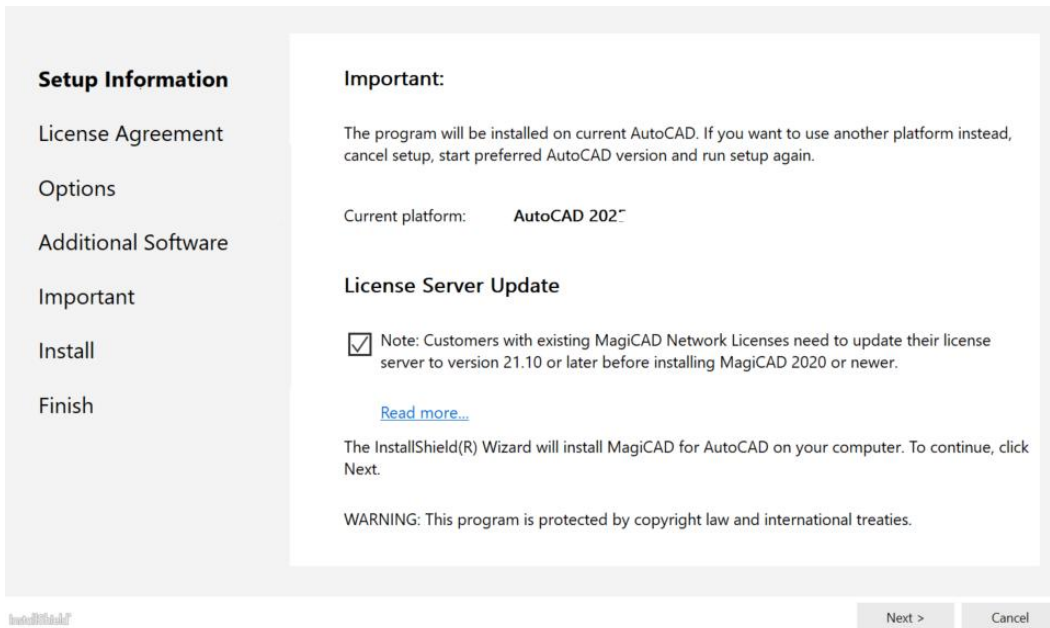 Setup Information
License Agreement
Options
Additional Software
Important
Install
Finish
Important:
The program will be installed on current AutoCAD. If you want to use another platform instead,
cancel setup, start preferred AutoCAD version and run setup again.
Current platform: AutoCAD
License Server Update
Note: Customers with existing MagiCAD Network Licenses need to update their license
server to version 21.10 or later before installing MagiCAD 2020 or newer.
Read more...
The InstallShield(R) Wizard will install MagiCAD for AutoCAD on your computer. To continue, click
Next.
WARNING: This program is protected by copyright law and international treaties.
InstallShield
Next >
Cancel